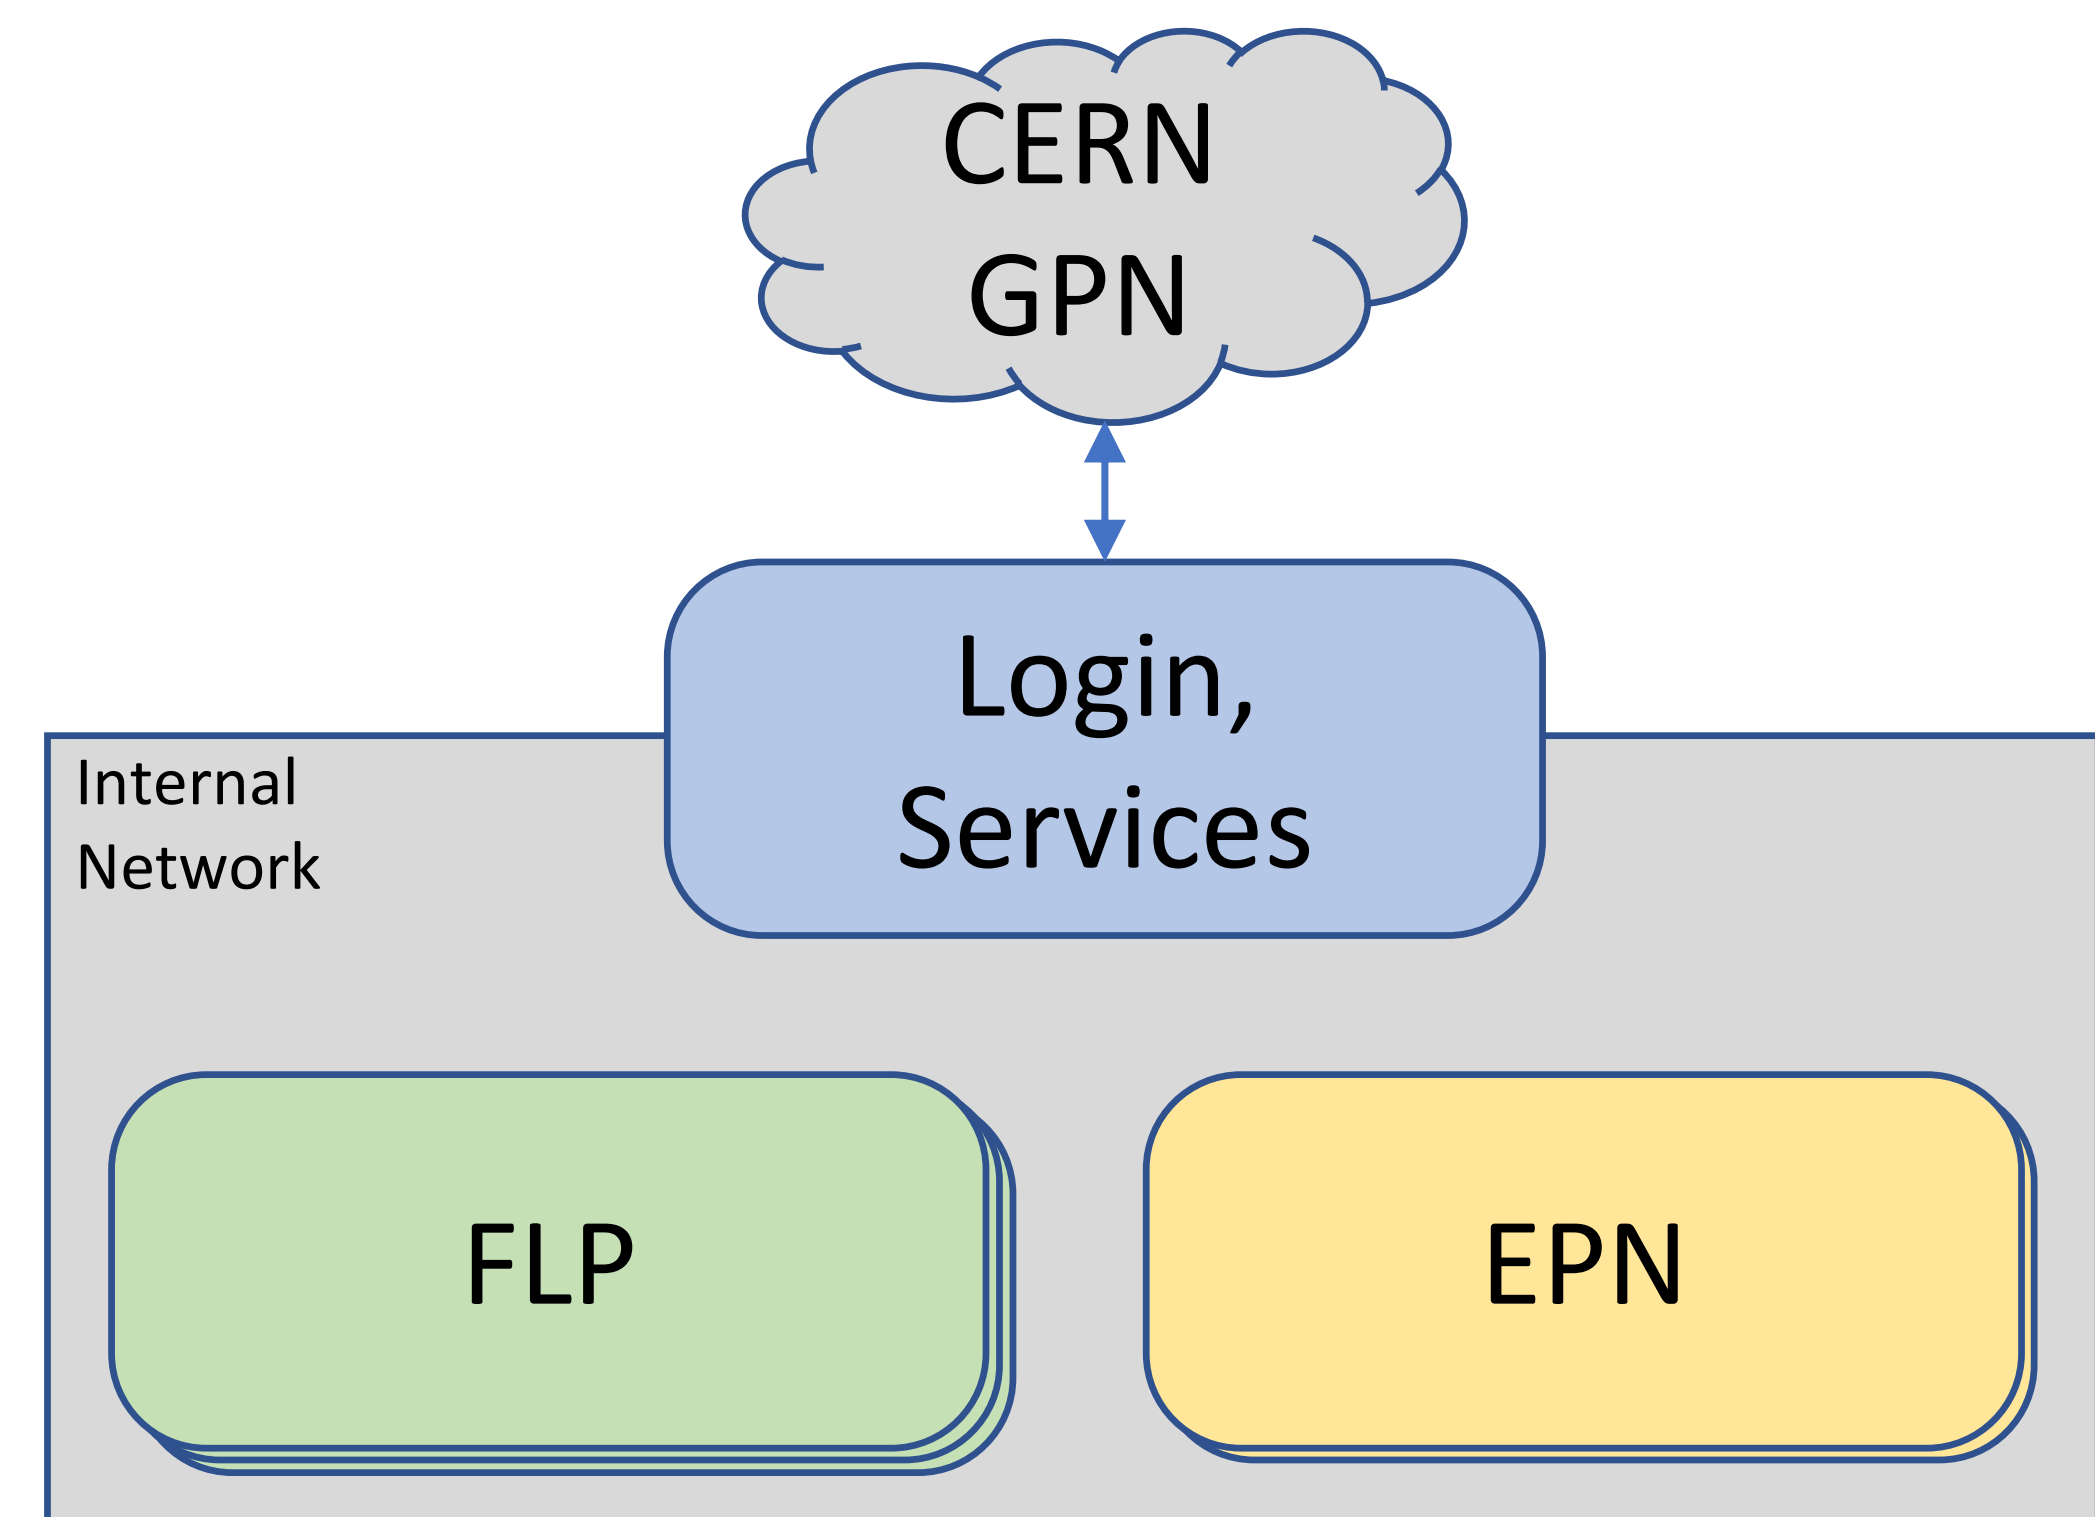 CERN
GPN
Login,
Services
Internal
Network
FLP
EPN